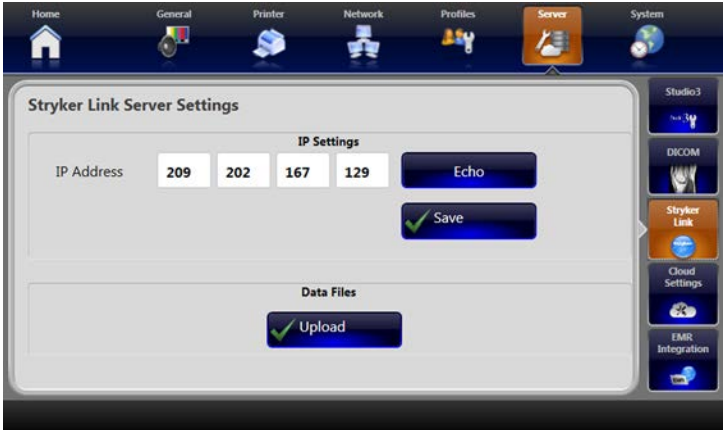 Home General Printer Network Profiles Server System
Stryker Link Server Settings
IP Settings
IP Address 209 202 167 129 Echo
Save
Data Files
Upload
Studio3
DICOM
Stryker
Link
Cloud
Settings
EMR
Integration